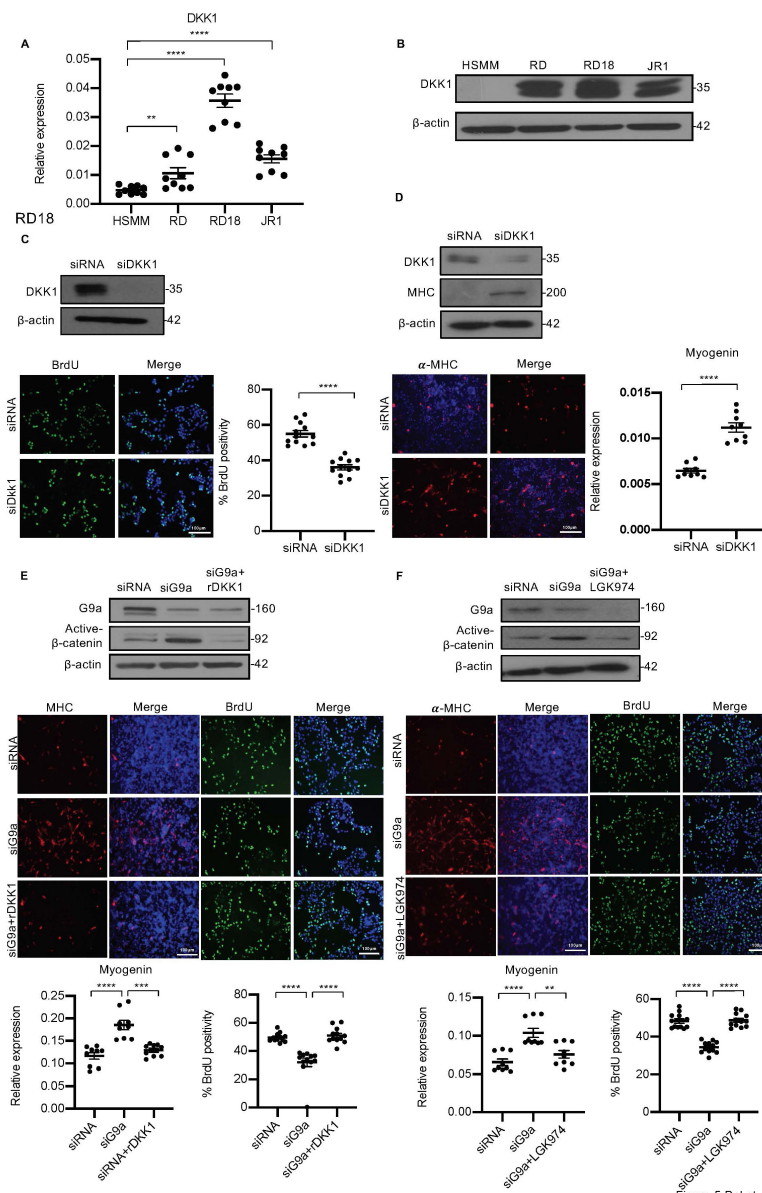 DKK1
A
****
****
**
Relative expression
0.05
0.04
0.03
0.02
0.01
0.00
HSMM RD RD18 JR1
RD18
B
HSMM RD RD18 JR1
DKK1 -35
β-actin -42
C
siRNA siDKK1
DKK1 -35
β-actin -42
BrdU Merge
siRNA
siDkk1
100μm
****
% BrdU positivity
80
60
40
20
0
siRNA siDKK1
D
siRNA siDKK1
DKK1 -35
MHC -200
β-actin -42
α-MHC Merge
siRNA
siDKK1
100μm
Myogenin
****
Relative expression
0.015
0.010
0.005
0.000
siRNA siDKK1
E
siRNA siG9a siG9a+
rDKK1
G9a -160
Active-
β-catenin -92
β-actin -42
MHC Merge BrdU Merge
siRNA
siG9a
siG9a+rDKK1
100μm 100μm
Myogenin
**** ***
Relative expression
0.25
0.20
0.15
0.10
0.05
0.00
siRNA
siG9a
siRNA+rDKK1
**** ****
% BrdU positivity
80
60
40
20
0
siRNA
siG9a
siG9a+rDKK1
F
siRNA siG9a siG9a+
LGK974
G9a -160
Active-
β-catenin -92
β-actin -42
α-MHC Merge BrdU Merge
siRNA
siG9a
siG9a+LGK974
100μm 100μm
Myogenin
**** **
Relative expression
0.15
0.10
0.05
0.00
siRNA
siG9a
siG9a+LGK974
**** ****
% BrdU positivity
60
40
20
0
siRNA
siG9a
siG9a+LGK974